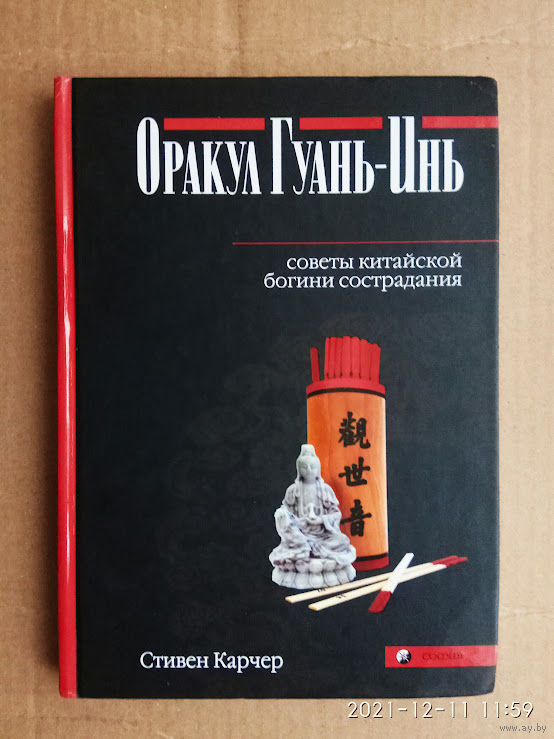 Оракул Гуань-Инь
советы китайской
богини сострадания
觀
世
音
Стивен Карчер
СОФИЯ
2021-12-11 11:59
www.ay.by